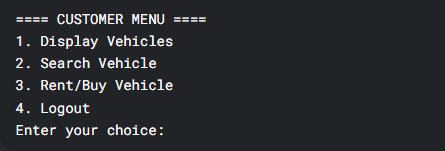 ==== CUSTOMER MENU ====
1. Display Vehicles
2. Search Vehicle
3. Rent/Buy Vehicle
4. Logout
Enter your choice: